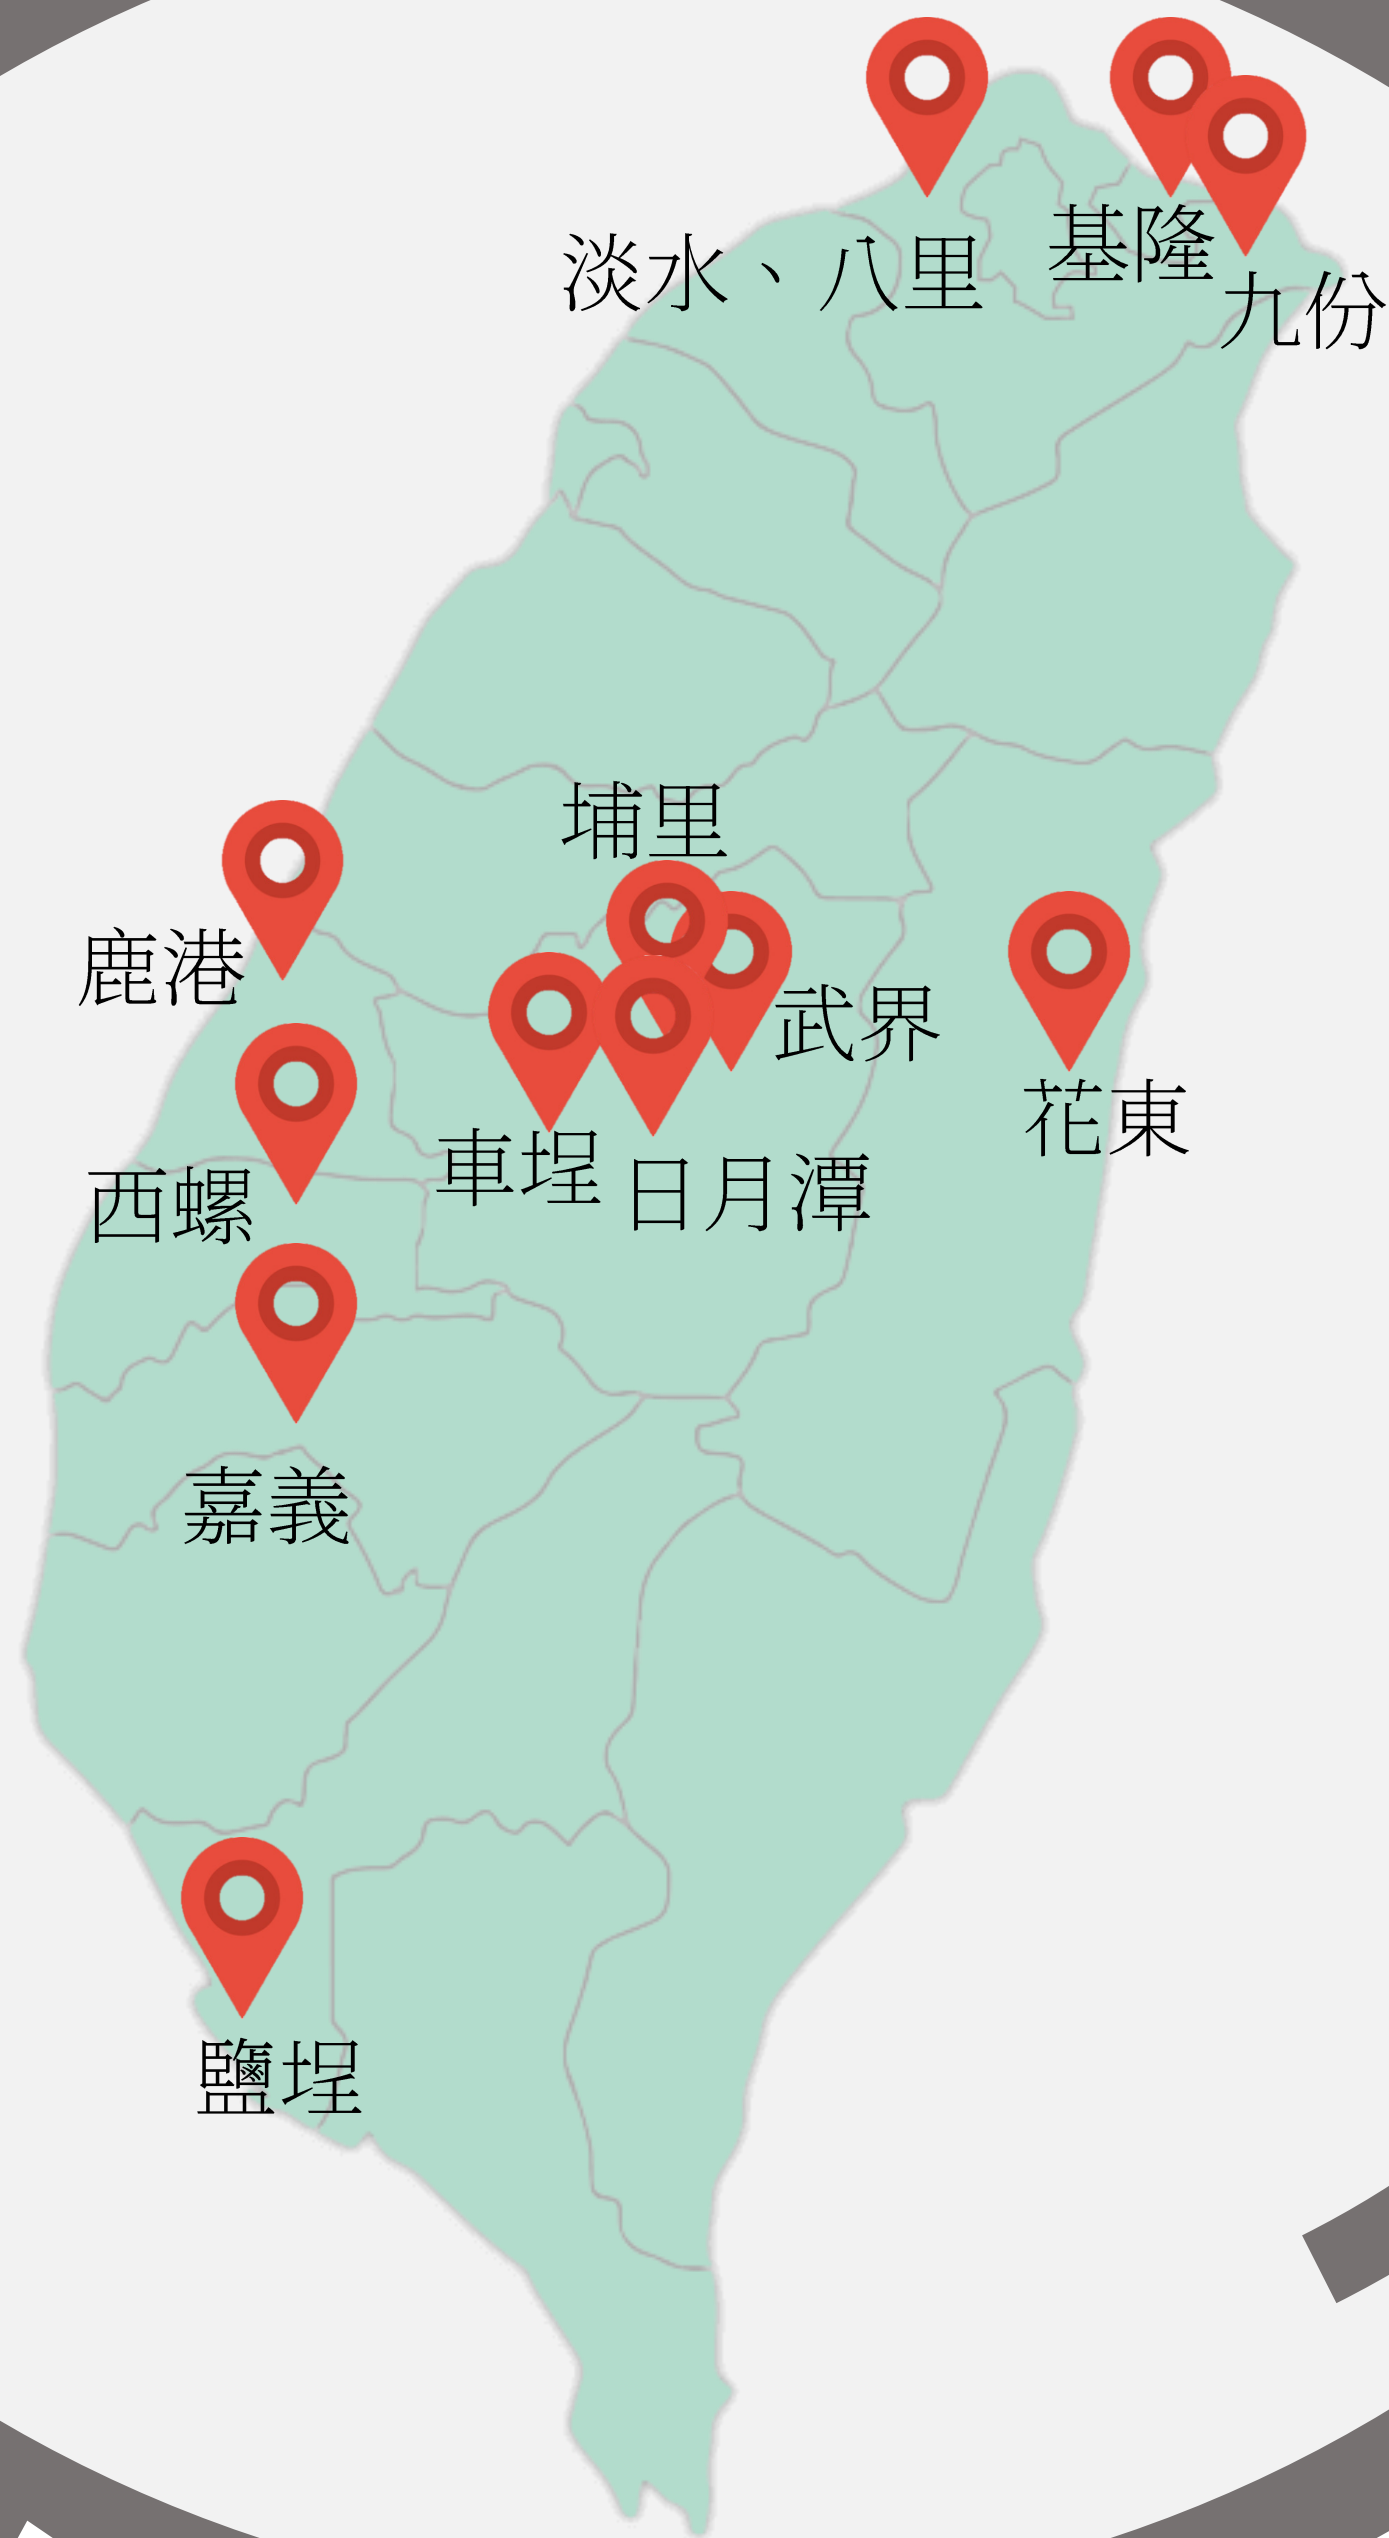 基隆
淡水、八里
九份
埔里
鹿港
武界
花東
車埕
日月潭
西螺
嘉義
鹽埕